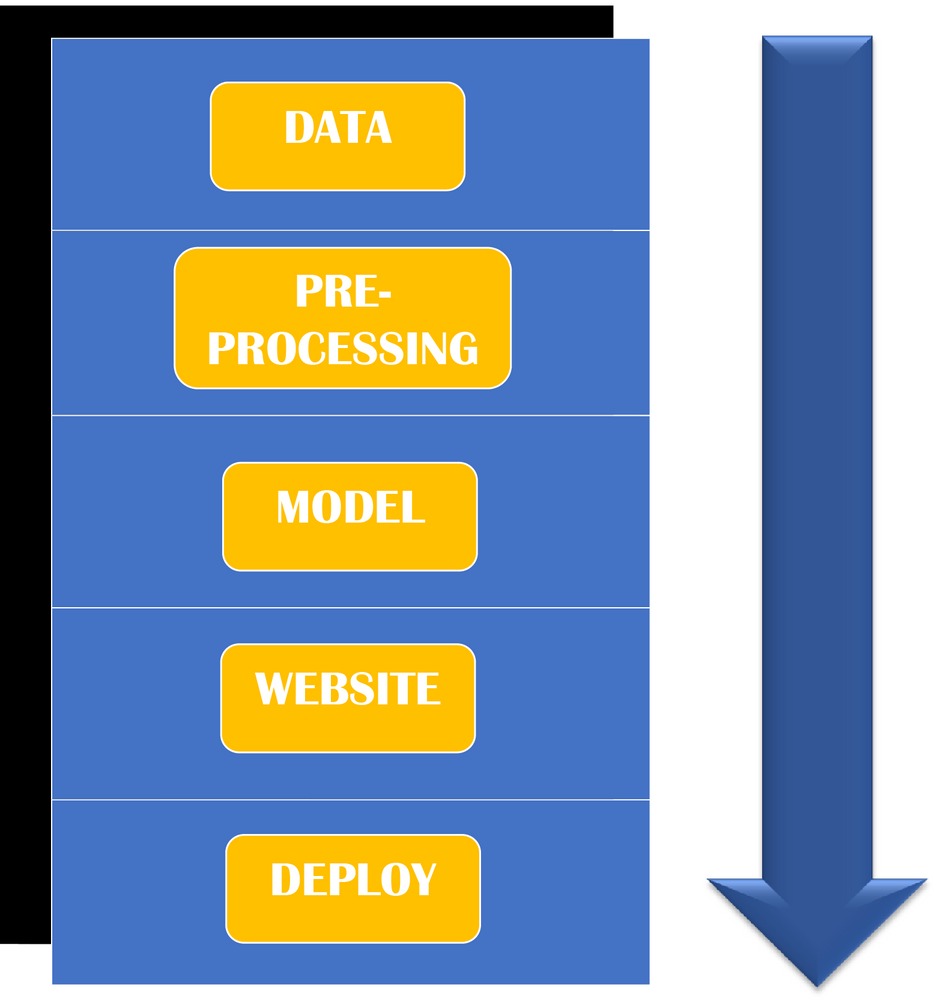 DATA
PRE-
PROCESSING
MODEL
WEBSITE
DEPLOY